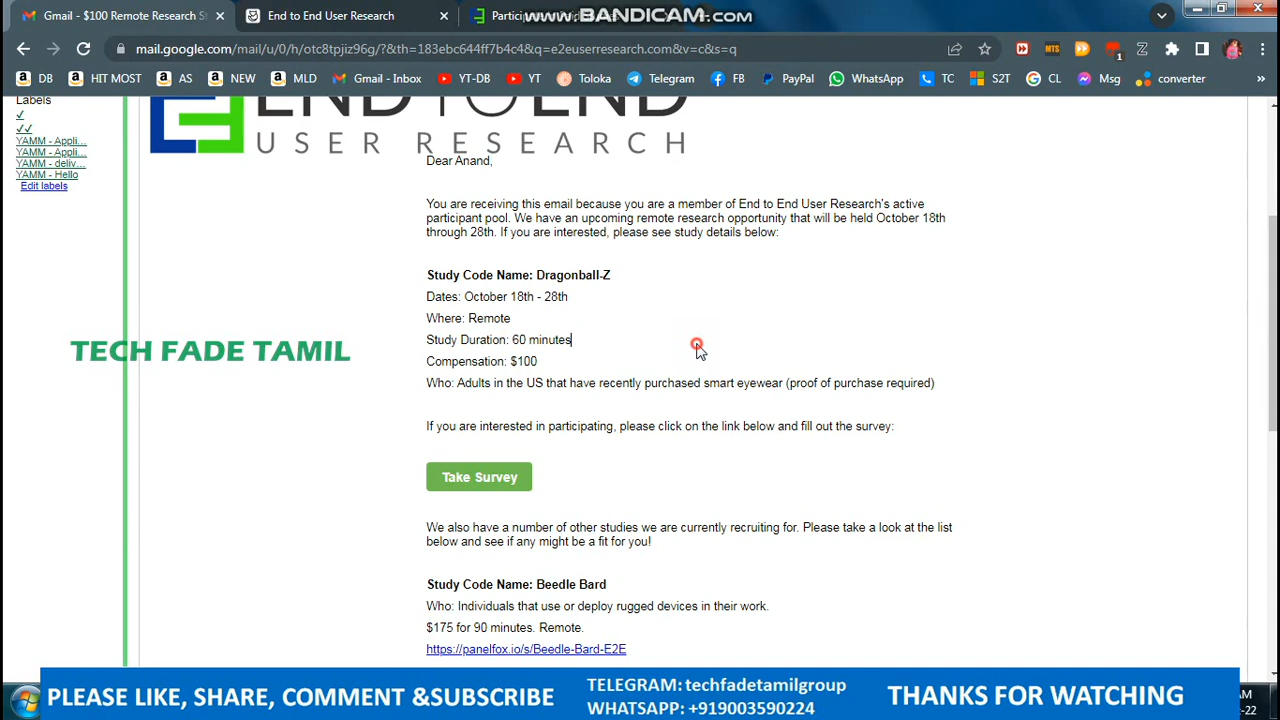 Gmail - $100 Remote Research S
End to End User Research
Particip
www.BANDICAM.com
mail.google.com/mail/u/0/h/otc8tpjiz96g/?&th=183ebc644ff7b4c4&q=e2euserresearch.com&v=c&s=q
MTS
1
DB
HIT MOST
AS
NEW
MLD
Gmail - Inbox
YT-DB
YT
Toloka
Telegram
FB
PayPal
WhatsApp
TC
S2T
CL
Msg
converter
»
Labels
✓
✓✓
YAMM - Appli...
YAMM - Appli...
YAMM - deliv...
YAMM - Hello
Edit labels
END TO END
USER RESEARCH
Dear Anand,
You are receiving this email because you are a member of End to End User Research's active
participant pool. We have an upcoming remote research opportunity that will be held October 18th
through 28th. If you are interested, please see study details below:
Study Code Name: Dragonball-Z
Dates: October 18th - 28th
Where: Remote
Study Duration: 60 minutes
TECH FADE TAMIL
Compensation: $100
Who: Adults in the US that have recently purchased smart eyewear (proof of purchase required)
If you are interested in participating, please click on the link below and fill out the survey:
Take Survey
We also have a number of other studies we are currently recruiting for. Please take a look at the list
below and see if any might be a fit for you!
Study Code Name: Beedle Bard
Who: Individuals that use or deploy rugged devices in their work.
$175 for 90 minutes. Remote.
https://panelfox.io/s/Beedle-Bard-E2E
PLEASE LIKE, SHARE, COMMENT &SUBSCRIBE
TELEGRAM: techfadetamilgroup
WHATSAPP: +919003590224
THANKS FOR WATCHING
AM
-22